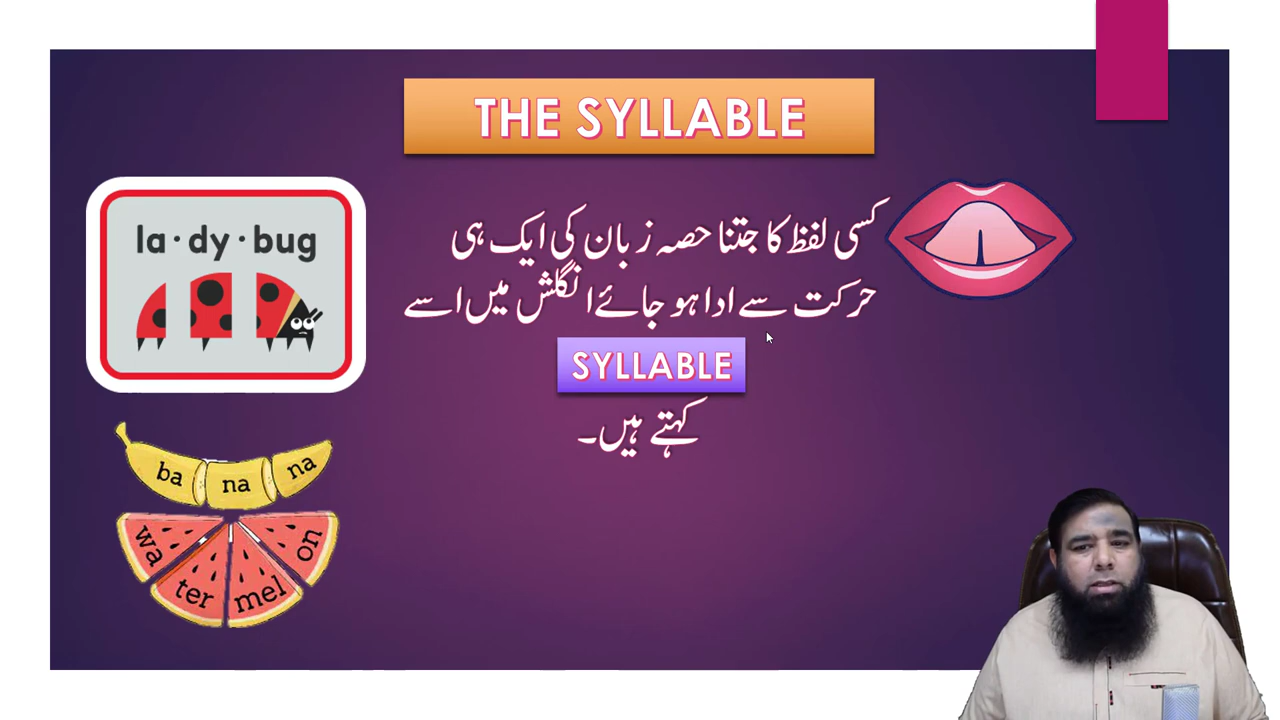 THE SYLLABLE
la·dy·bug
کسی لفظ کا جتنا حصہ زبان کی ایک ہی
حرکت سے ادا ہو جائے انگلش میں اسے
SYLLABLE
کہتے ہیں۔
ba na na
wa ter mel on